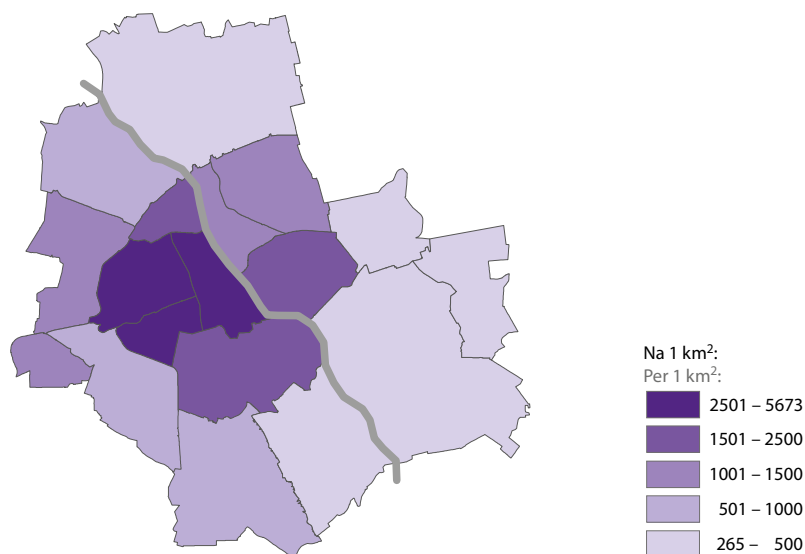 Na 1 km²:
Per 1 km²:
2501 – 5673
1501 – 2500
1001 – 1500
501 – 1000
265 – 500